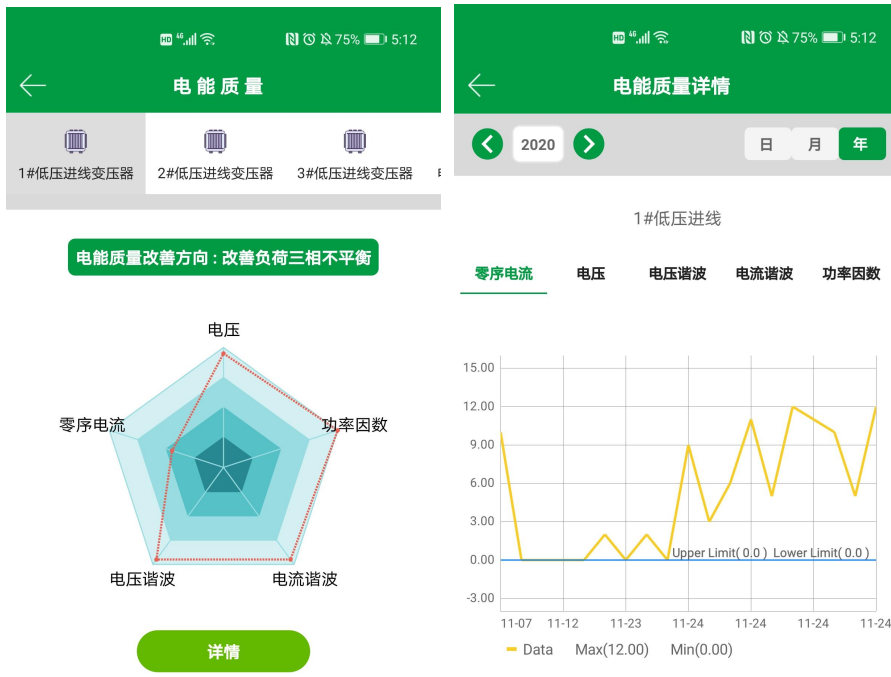 HD 4G 75% 5:12
电能质量
1#低压进线变压器 2#低压进线变压器 3#低压进线变压器
电能质量改善方向:改善负荷三相不平衡
电压
零序电流 功率因数
电压谐波 电流谐波
详情
HD 4G 75% 5:12
电能质量详情
2020 日 月 年
1#低压进线
零序电流 电压 电压谐波 电流谐波 功率因数
15.00
12.00
9.00
6.00
3.00
0.00
-3.00
Upper Limit( 0.0 ) Lower Limit( 0.0 )
11-07 11-12 11-23 11-24 11-24 11-24 11-24
Data Max(12.00) Min(0.00)